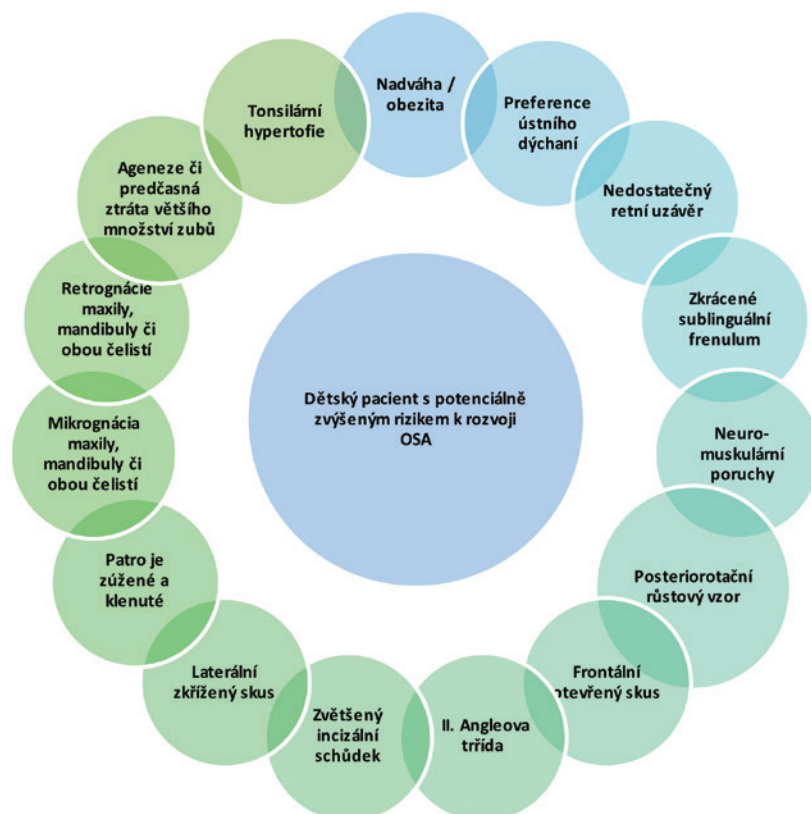 Nadváha /
obezita
Preference
ústního
dýchaní
Nedostatečný
retní uzávěr
Zkrácené
sublinguální
frenulum
Neuro-
muskulární
poruchy
Posteriorotační
růstový vzor
Frontální
otevřený skus
II. Angleova
třřída
Zvětšený
incizální
schůdek
Laterální
zkřížený skus
Patro je
zúžené a
klenuté
Mikrognácia
maxily,
mandibuly či
obou čelistí
Retrognácie
maxily,
mandibuly či
obou čelistí
Ageneze či
predčasná
ztráta většího
množství zubů
Tonsilární
hypertofie
Dětský pacient s potenciálně
zvýšeným rizikem k rozvoji
OSA